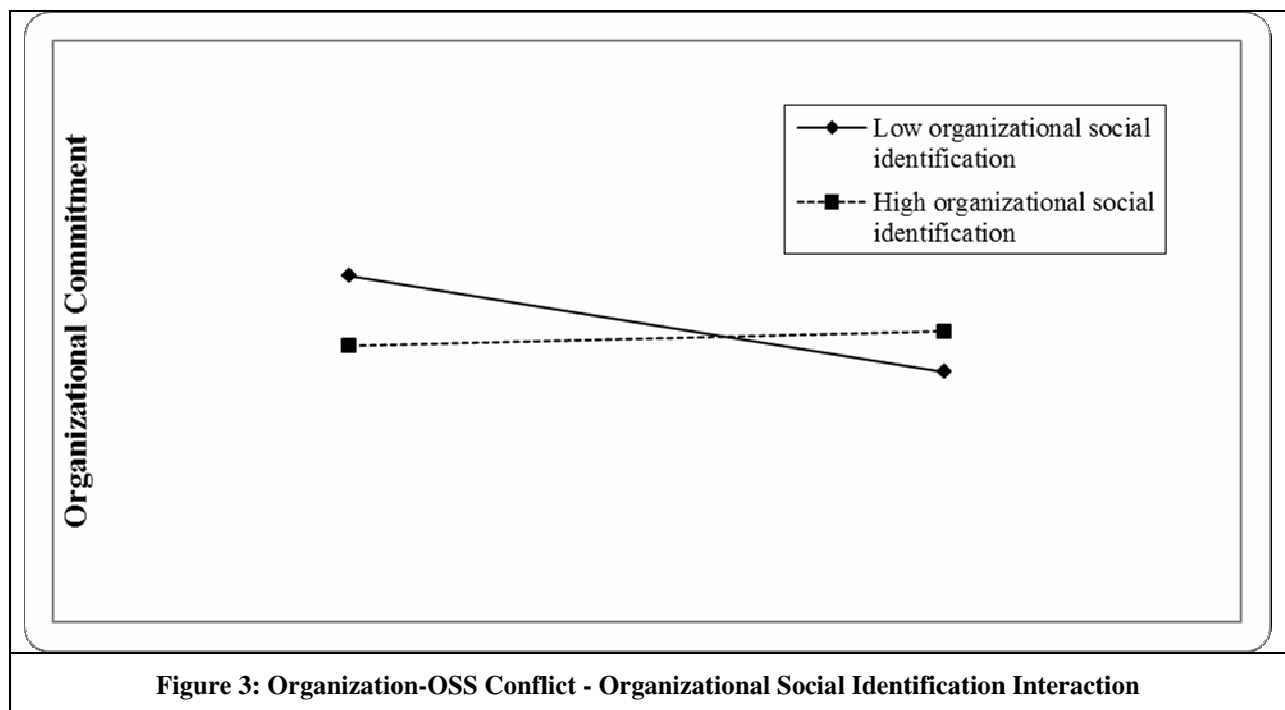 Low organizational social
identification
High organizational social
identification
Organizational Commitment
Figure 3: Organization-OSS Conflict - Organizational Social Identification Interaction